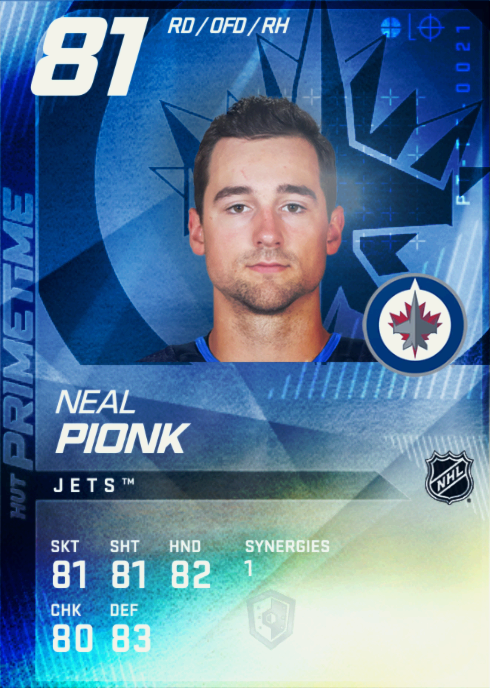 81
RD / OFD / RH
HUT PRIMETIME
NEAL
PIONK
JETS™
NHL
SKT SHT HND SYNERGIES
81 81 82 1
CHK DEF
80 83